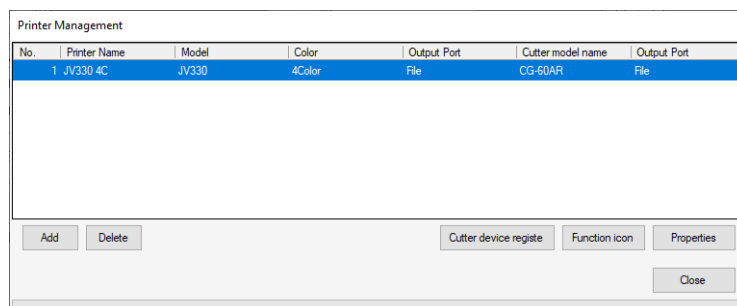 Printer Management
No. Printer Name Model Color Output Port Cutter model name Output Port
1 JV330 4C JV330 4Color File CG-60AR File
Add Delete Cutter device registe Function icon Properties
Close